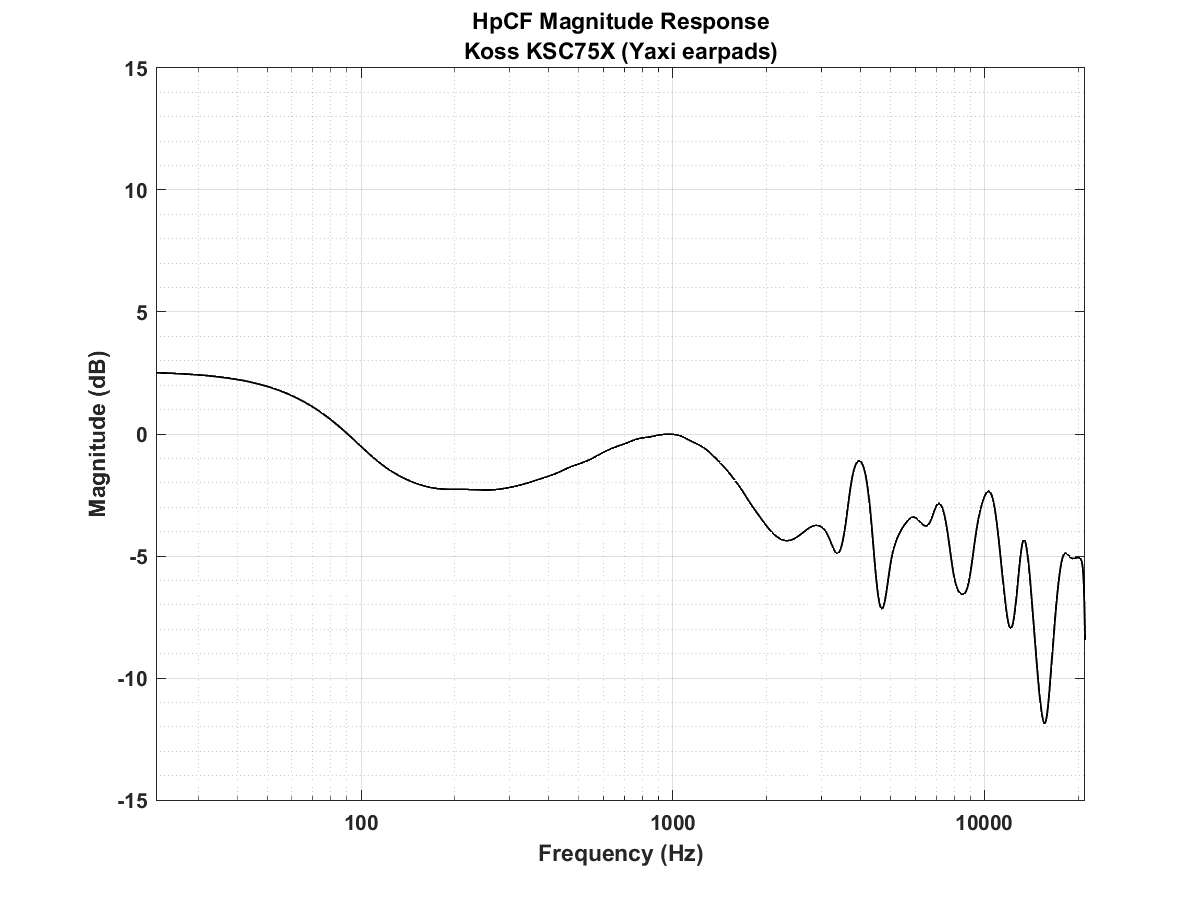 HpCF Magnitude Response
Koss KSC75X (Yaxi earpads)
15
10
5
0
-5
-10
-15
Magnitude (dB)
100
1000
10000
Frequency (Hz)